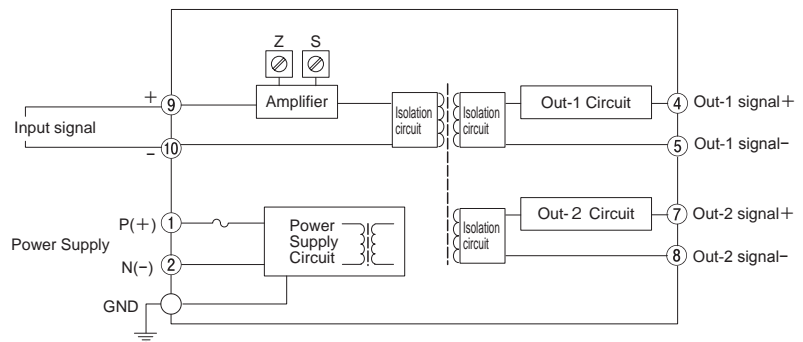 Z S
+ 9 Amplifier Isolation circuit Isolation circuit Out-1 Circuit 4 Out-1 signal+
Input signal
− 10 5 Out-1 signal−
P(+) 1 Power Supply Circuit Isolation circuit Out-2 Circuit 7 Out-2 signal+
Power Supply
N(−) 2 8 Out-2 signal−
GND